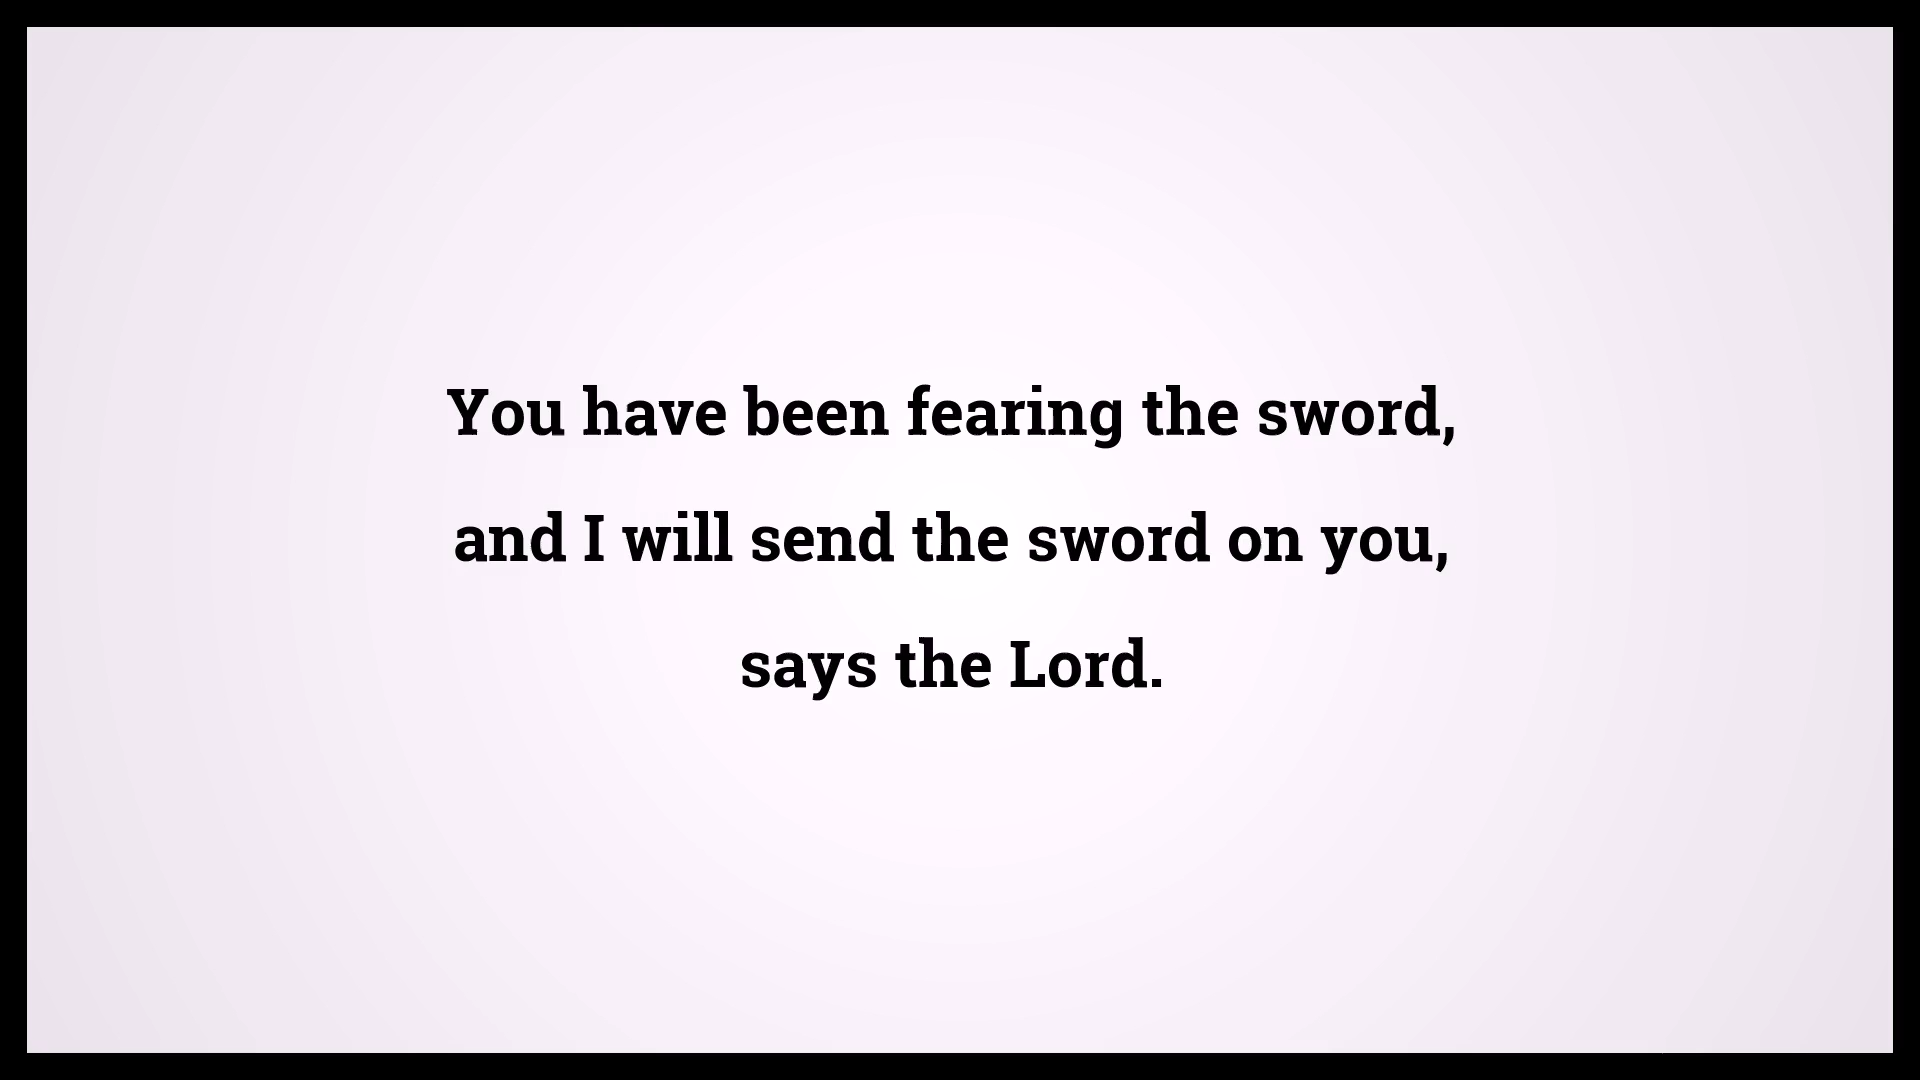 You have been fearing the sword,
and I will send the sword on you,
says the Lord.